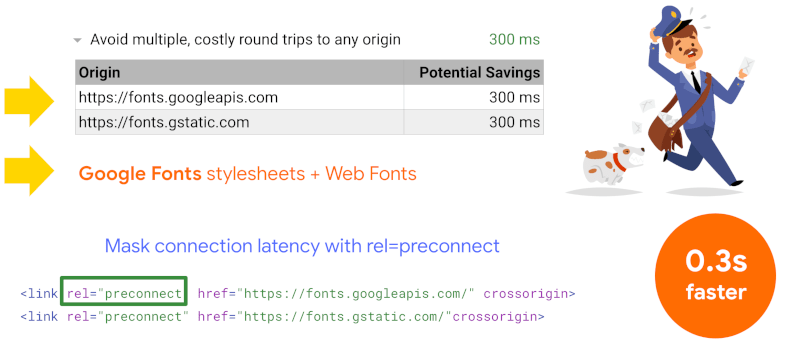 Avoid multiple, costly round trips to any origin 300 ms
Origin Potential Savings
https://fonts.googleapis.com 300 ms
https://fonts.gstatic.com 300 ms
Google Fonts stylesheets + Web Fonts
Mask connection latency with rel=preconnect
<link rel="preconnect" href="https://fonts.googleapis.com/" crossorigin>
<link rel="preconnect" href="https://fonts.gstatic.com/"crossorigin>
0.3s
faster